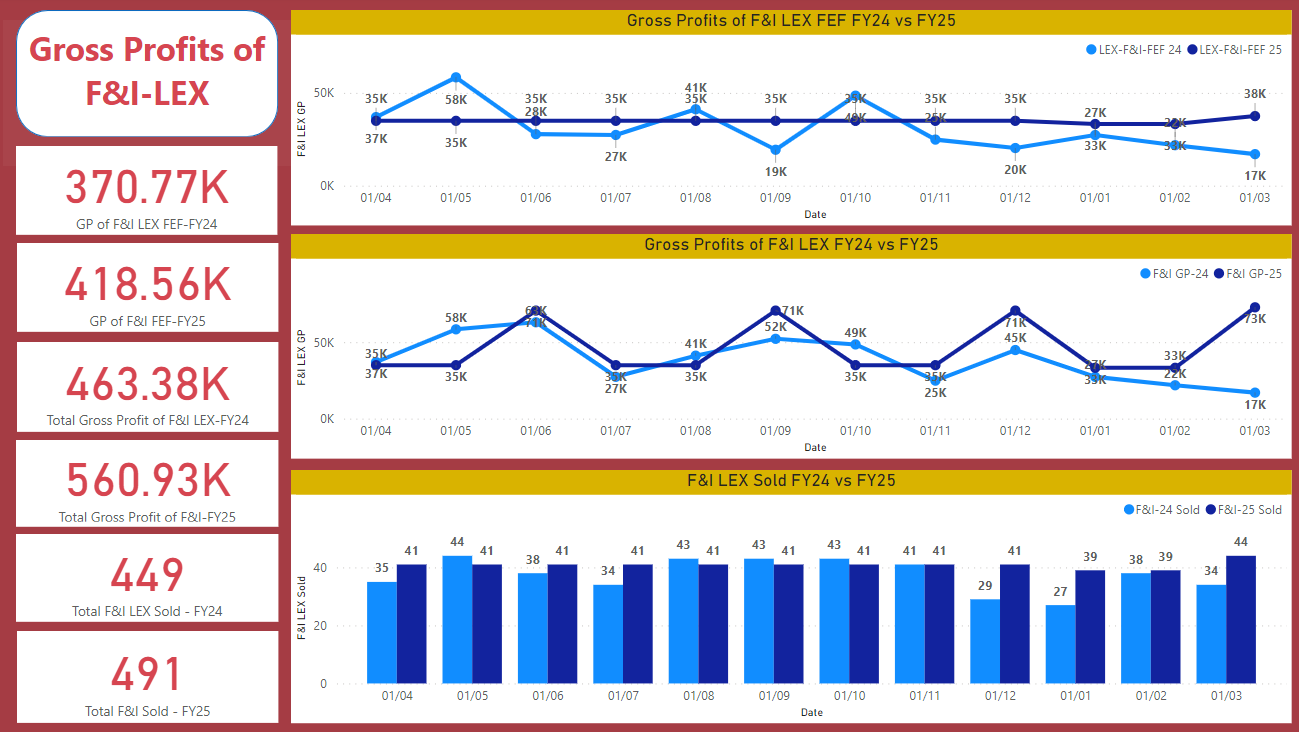 Gross Profits of
F&I-LEX
370.77K
GP of F&I LEX FEF-FY24
418.56K
GP of F&I FEF-FY25
463.38K
Total Gross Profit of F&I LEX-FY24
560.93K
Total Gross Profit of F&I-FY25
449
Total F&I LEX Sold - FY24
491
Total F&I Sold - FY25
Gross Profits of F&I LEX FEF FY24 vs FY25
LEX-F&I-FEF 24 LEX-F&I-FEF 25
F&I LEX GP
50K
0K
35K 58K 35K 35K 41K 35K 35K 35K 35K 27K 38K
37K 35K 28K 27K 35K 19K 20K 33K 33K 17K
01/04 01/05 01/06 01/07 01/08 01/09 01/10 01/11 01/12 01/01 01/02 01/03
Date
Gross Profits of F&I LEX FY24 vs FY25
F&I GP-24 F&I GP-25
F&I LEX GP
50K
0K
35K 58K 41K 52K 71K 49K 71K 33K 73K
37K 35K 71K 35K 27K 35K 35K 35K 25K 45K 27K 33K 22K 17K
01/04 01/05 01/06 01/07 01/08 01/09 01/10 01/11 01/12 01/01 01/02 01/03
Date
F&I LEX Sold FY24 vs FY25
F&I-24 Sold F&I-25 Sold
F&I LEX Sold
40
20
0
35 41 44 41 38 41 34 41 43 41 43 41 43 41 41 41 29 41 27 39 38 39 34 44
01/04 01/05 01/06 01/07 01/08 01/09 01/10 01/11 01/12 01/01 01/02 01/03
Date